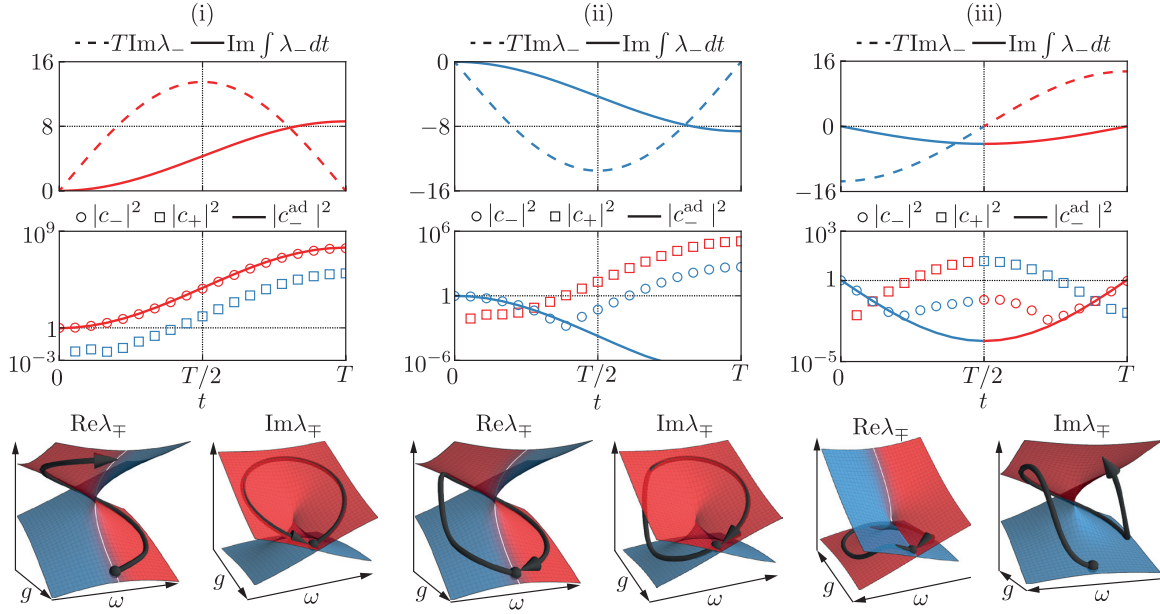 (i)
(ii)
(iii)
TImλ₋ Im ∫ λ₋dt
TImλ₋ Im ∫ λ₋dt
TImλ₋ Im ∫ λ₋dt
16
8
0
0
−8
−16
16
0
−16
|c₋|² |c₊|² |c₋ᵃᵈ|²
|c₋|² |c₊|² |c₋ᵃᵈ|²
|c₋|² |c₊|² |c₋ᵃᵈ|²
10⁹
1
10⁻³
10⁶
1
10⁻⁶
10³
1
10⁻⁵
0 T/2 T
0 T/2 T
0 T/2 T
t
t
t
Reλ∓ Imλ∓
Reλ∓ Imλ∓
Reλ∓ Imλ∓
g ω
g ω
g ω
g ω
g ω
g ω